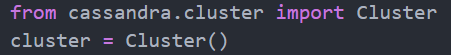 from cassandra.cluster import Cluster
cluster = Cluster()